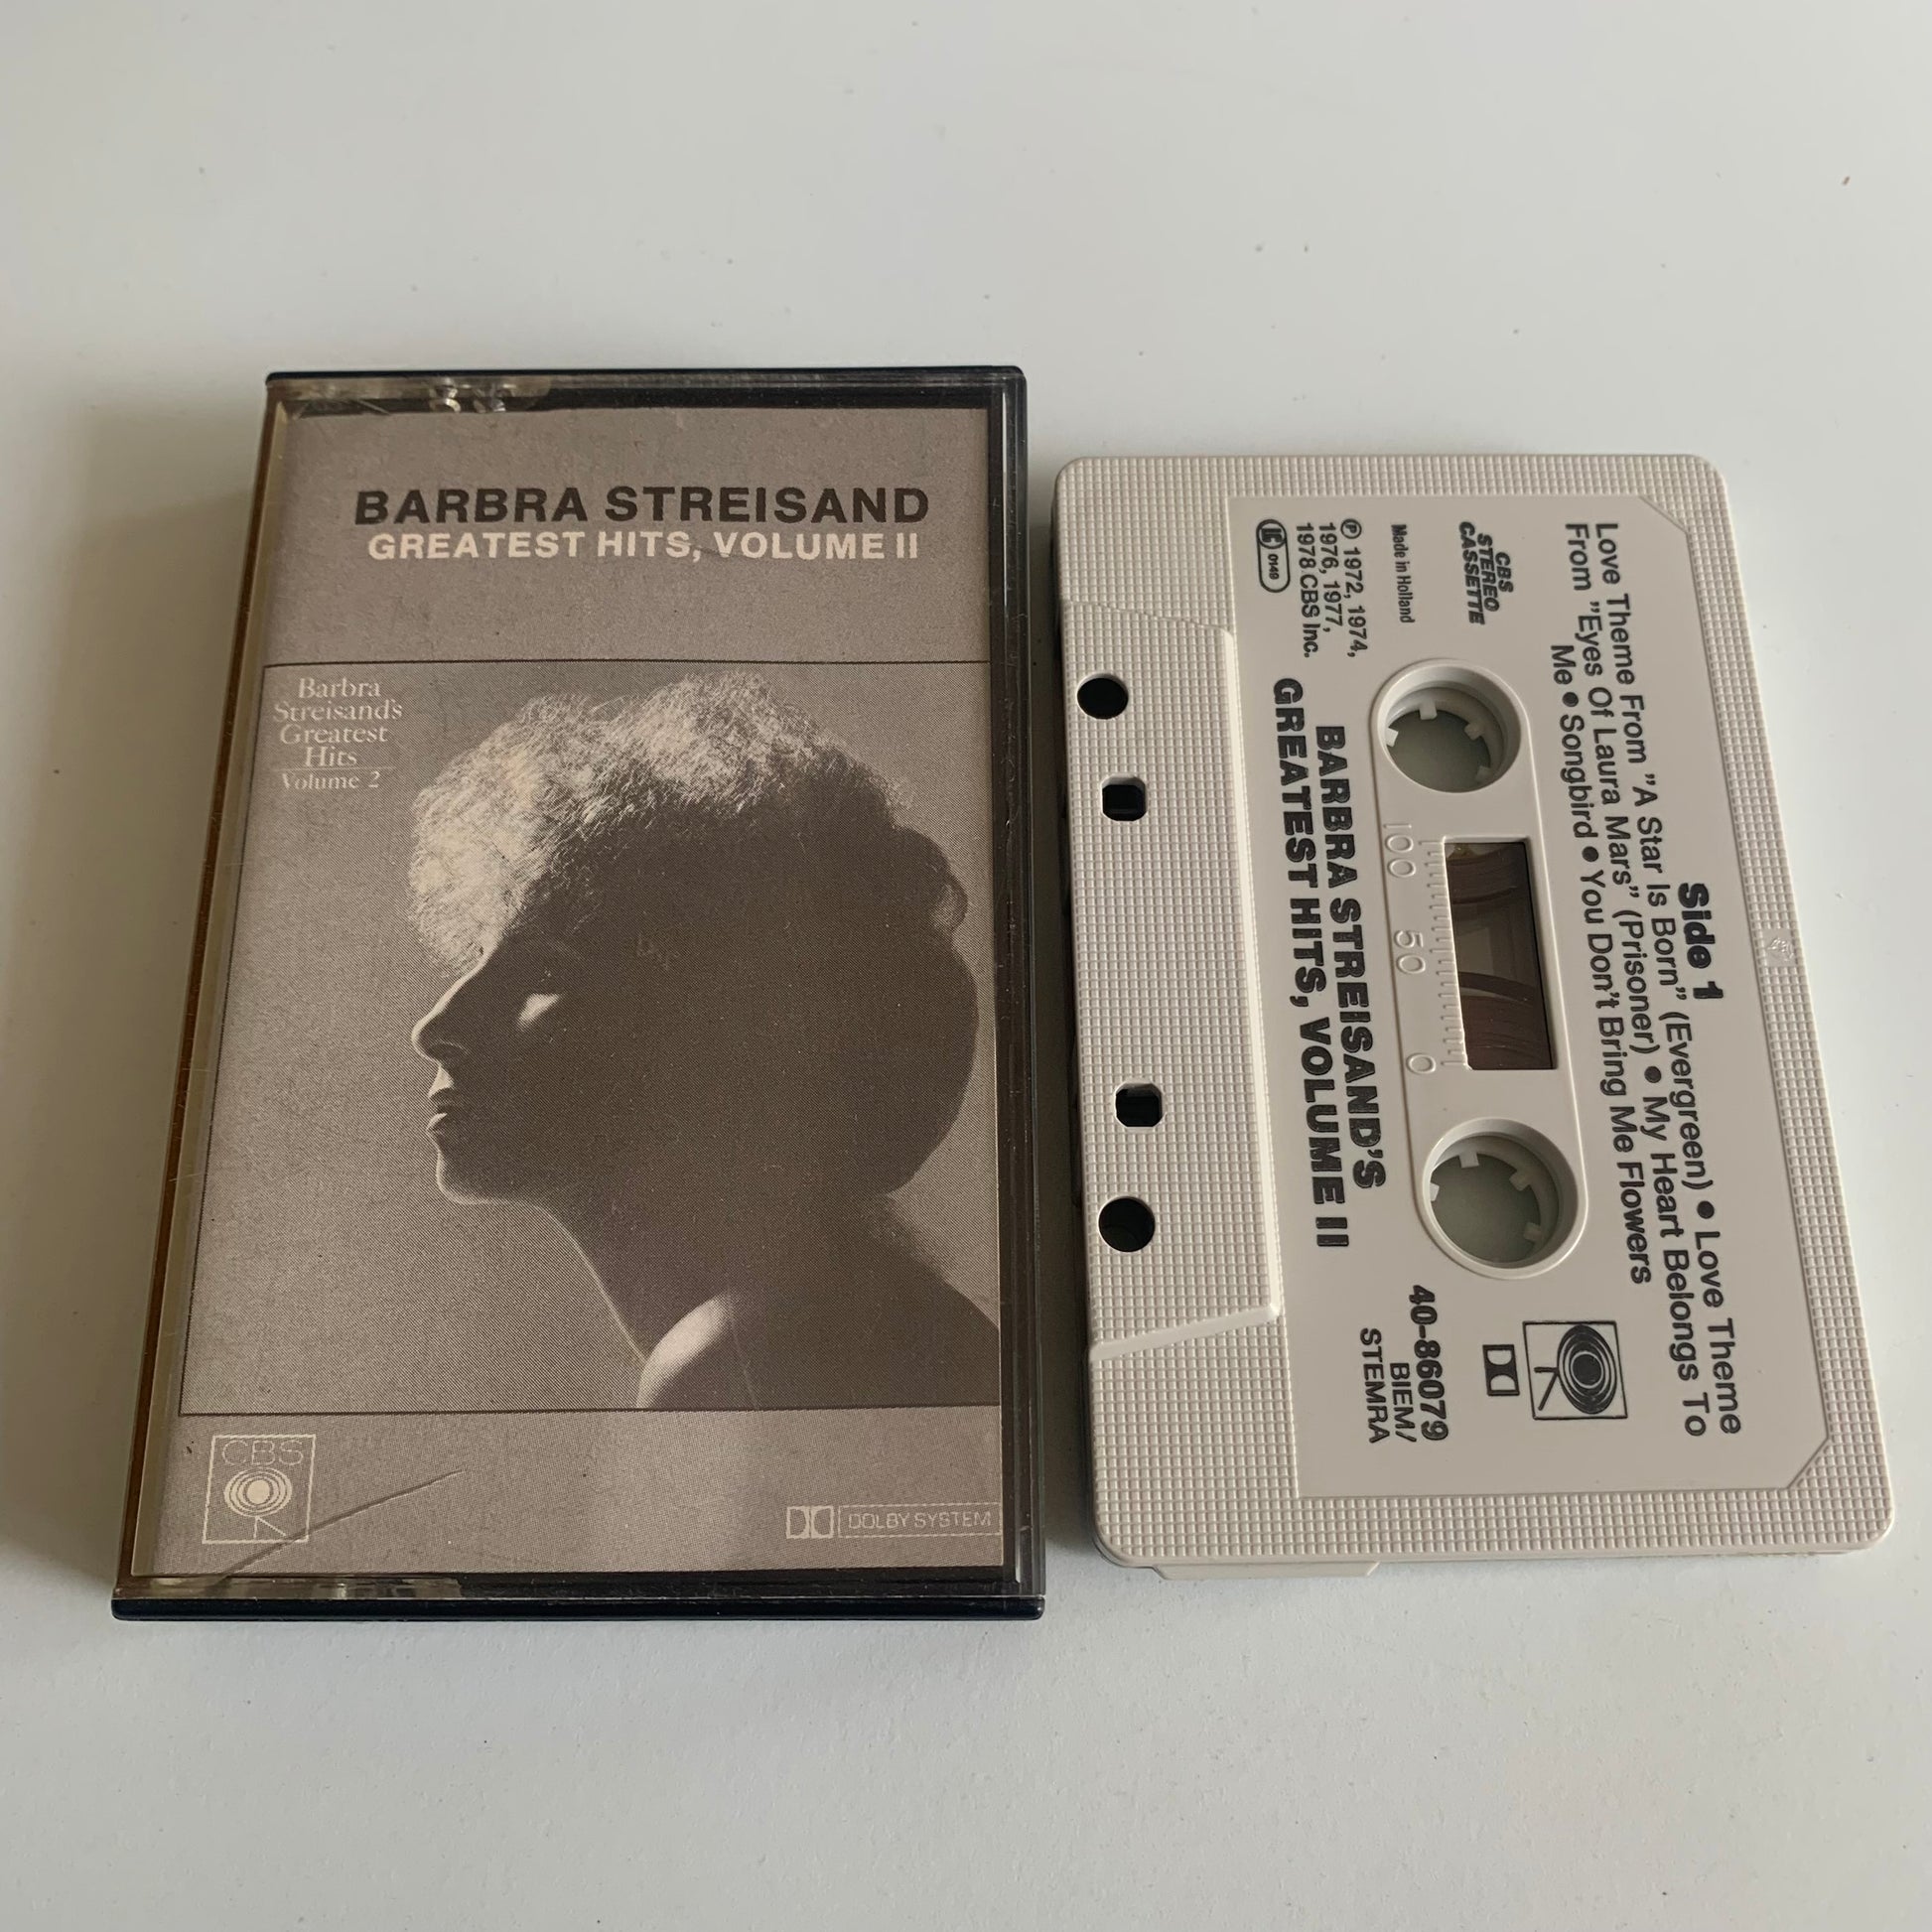 BARBRA STREISAND
GREATEST HITS, VOLUME II
Barbra
Streisand's
Greatest
Hits
Volume 2
CBS
DOLBY SYSTEM
Side 1
Love Theme From "A Star Is Born" (Evergreen) ● Love Theme
From "Eyes Of Laura Mars" (Prisoner) ● My Heart Belongs To
Me ● Songbird ● You Don't Bring Me Flowers
CBS
STEREO
CASSETTE
Made in Holland
℗ 1972, 1974,
1976, 1977,
1978 CBS Inc.
LC 0149
100 50 0
BARBRA STREISAND'S
GREATEST HITS, VOLUME II
40-86079
BIEM/
STEMRA